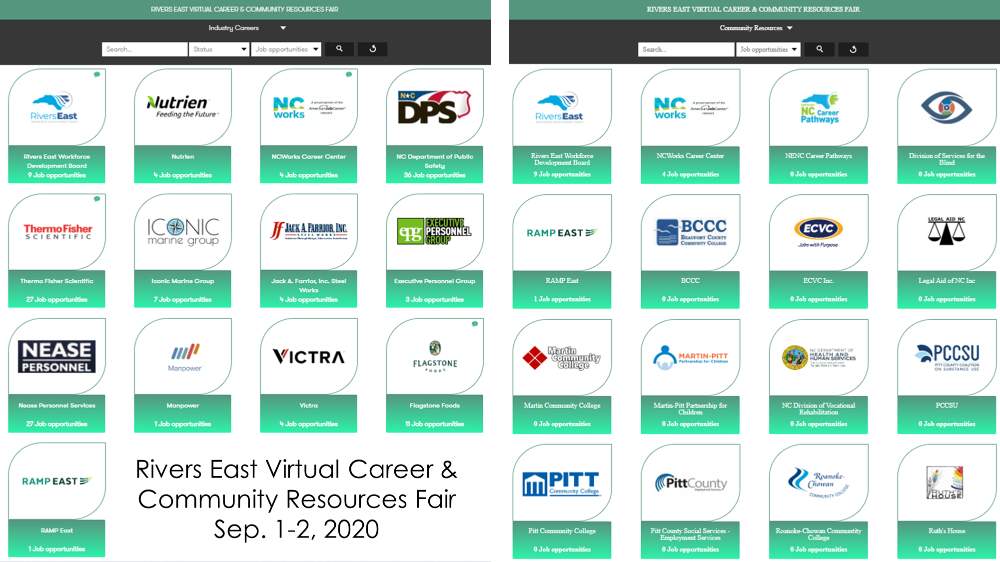 RIVERS EAST VIRTUAL CAREER & COMMUNITY RESOURCES FAIR
Industry Careers
Search...
Status
Job opportunities
RiversEast
WORKFORCE DEVELOPMENT BOARD
Rivers East Workforce
Development Board
9 Job opportunities
Nutrien
Feeding the Future™
Nutrien
4 Job opportunities
NC
works
A proud partner of the
AmericanJobCenter®
network
NCWorks Career Center
4 Job opportunities
N★C
DPS
NC Department of Public
Safety
36 Job opportunities
ThermoFisher
SCIENTIFIC
Thermo Fisher Scientific
27 Job opportunities
ICONIC
marine group
Iconic Marine Group
7 Job opportunities
JF JACK A. FARRIOR, INC.
STEEL WORKS
Jack A. Farrior, Inc. Steel
Works
4 Job opportunities
epg
EXECUTIVE
PERSONNEL
GROUP
Executive Personnel Group
3 Job opportunities
NEASE
PERSONNEL
Nease Personnel Services
27 Job opportunities
Manpower
Manpower
1 Job opportunities
VICTRA
Victra
4 Job opportunities
FLAGSTONE
FOODS
Flagstone Foods
11 Job opportunities
RAMP EAST
RAMP East
1 Job opportunities
Rivers East Virtual Career &
Community Resources Fair
Sep. 1-2, 2020
RIVERS EAST VIRTUAL CAREER & COMMUNITY RESOURCES FAIR
Community Resources
Search...
Job opportunities
RiversEast
WORKFORCE DEVELOPMENT BOARD
Rivers East Workforce
Development Board
9 Job opportunities
NC
works
A proud partner of the
AmericanJobCenter®
network
NCWorks Career Center
4 Job opportunities
NORTHEAST
NC Career
Pathways
NENC Career Pathways
0 Job opportunities
Division of Services for the
Blind
0 Job opportunities
RAMP EAST
RAMP East
1 Job opportunities
BCCC
BEAUFORT COUNTY
COMMUNITY COLLEGE
BCCC
0 Job opportunities
ECVC
Jobs with Purpose
ECVC Inc.
0 Job opportunities
LEGAL AID NC
Legal Aid of NC Inc
0 Job opportunities
Martin
Community
College
Martin Community College
0 Job opportunities
MARTIN-PITT
Partnership for Children
Martin-Pitt Partnership for
Children
0 Job opportunities
NC DEPARTMENT OF
HEALTH AND
HUMAN SERVICES
NC Division of Vocational
Rehabilitation
0 Job opportunities
PCCSU
PITT COUNTY COALITION
ON SUBSTANCE USE
PCCSU
0 Job opportunities
PITT
Community College
Pitt Community College
0 Job opportunities
PittCounty
Employment Services
Pitt County Social Services -
Employment Services
0 Job opportunities
Roanoke-
Chowan
COMMUNITY COLLEGE
Roanoke-Chowan Communtity
College
0 Job opportunities
RUTH'S
HOUSE
Ruth's House
0 Job opportunities